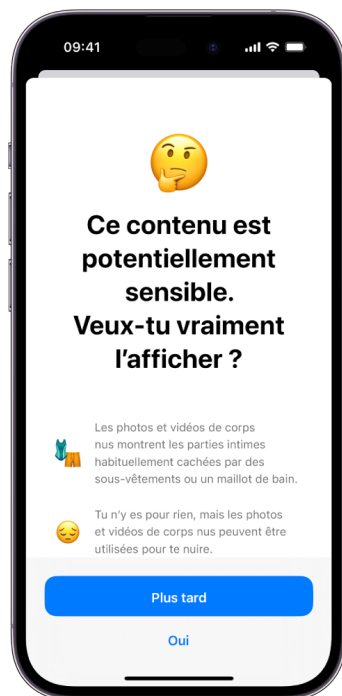 09:41
Ce contenu est
potentiellement
sensible.
Veux-tu vraiment
l’afficher ?
Les photos et vidéos de corps
nus montrent les parties intimes
habituellement cachées par des
sous-vêtements ou un maillot de bain.
Tu n’y es pour rien, mais les photos
et vidéos de corps nus peuvent être
utilisées pour te nuire.
Plus tard
Oui